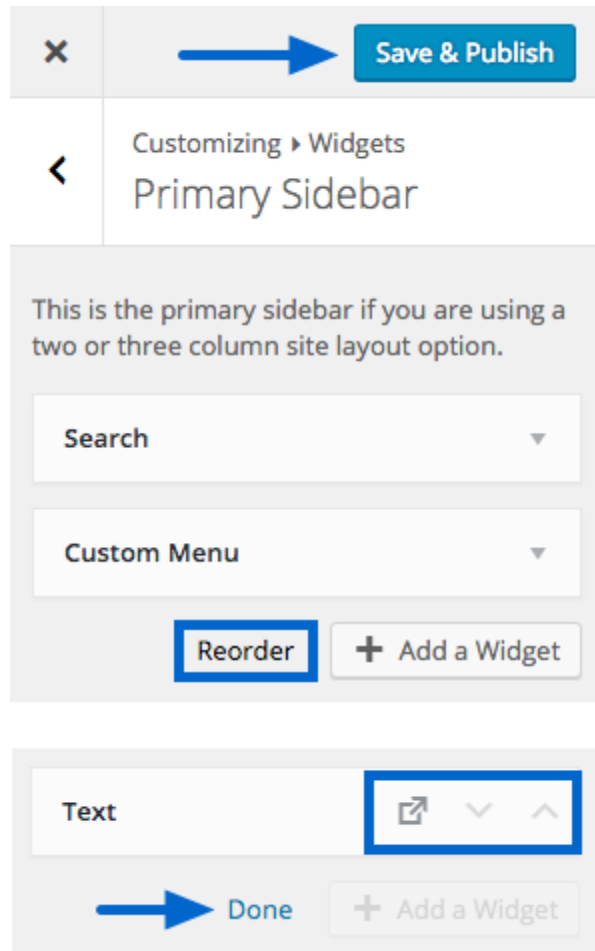 Save & Publish
Customizing ▸ Widgets
Primary Sidebar
This is the primary sidebar if you are using a
two or three column site layout option.
Search
Custom Menu
Reorder
Add a Widget
Text
Done
Add a Widget